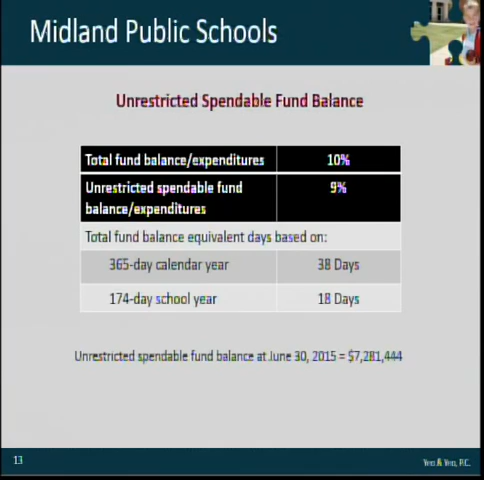 Midland Public Schools
Unrestricted Spendable Fund Balance
Total fund balance/expenditures 10%
Unrestricted spendable fund 9%
balance/expenditures
Total fund balance equivalent days based on:
365-day calendar year 38 Days
174-day school year 18 Days
Unrestricted spendable fund balance at June 30, 2015 = $7,281,444
13
Yeo & Yeo, P.C.